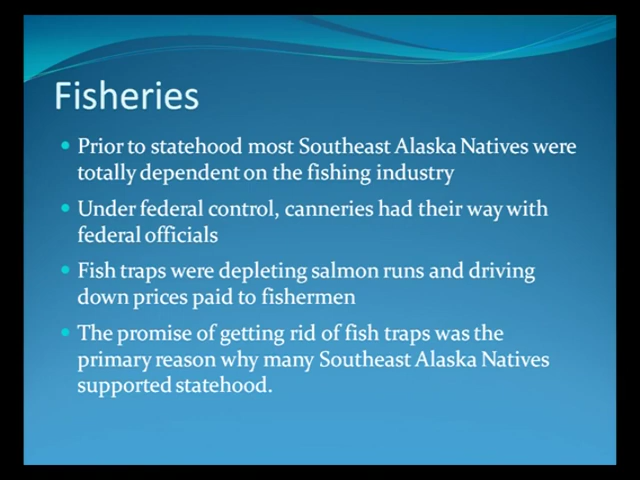 Fisheries
Prior to statehood most Southeast Alaska Natives were
totally dependent on the fishing industry
Under federal control, canneries had their way with
federal officials
Fish traps were depleting salmon runs and driving
down prices paid to fishermen
The promise of getting rid of fish traps was the
primary reason why many Southeast Alaska Natives
supported statehood.